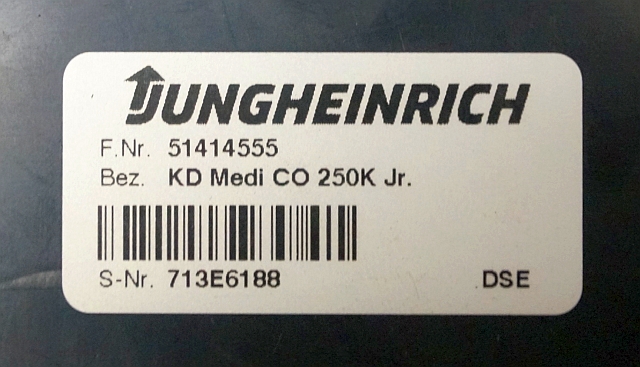 JUNGHEINRICH
F.Nr. 51414555
Bez. KD Medi CO 250K Jr.
S-Nr. 713E6188 DSE